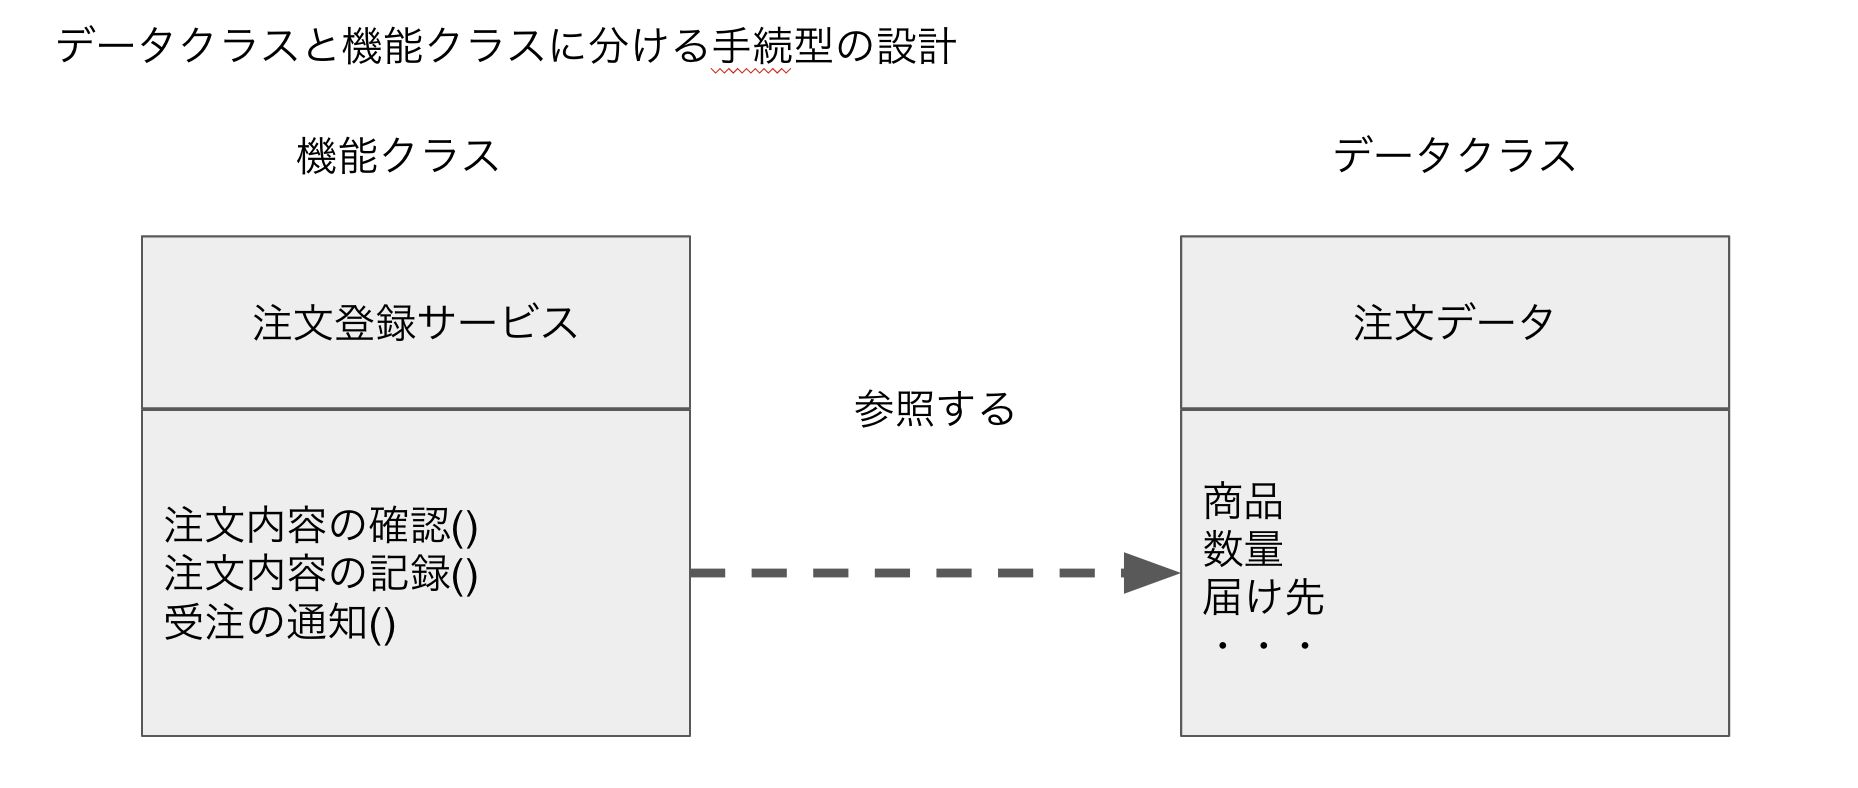 データクラスと機能クラスに分ける手続型の設計
機能クラス
データクラス
注文登録サービス
注文内容の確認()
注文内容の記録()
受注の通知()
参照する
注文データ
商品
数量
届け先
・・・